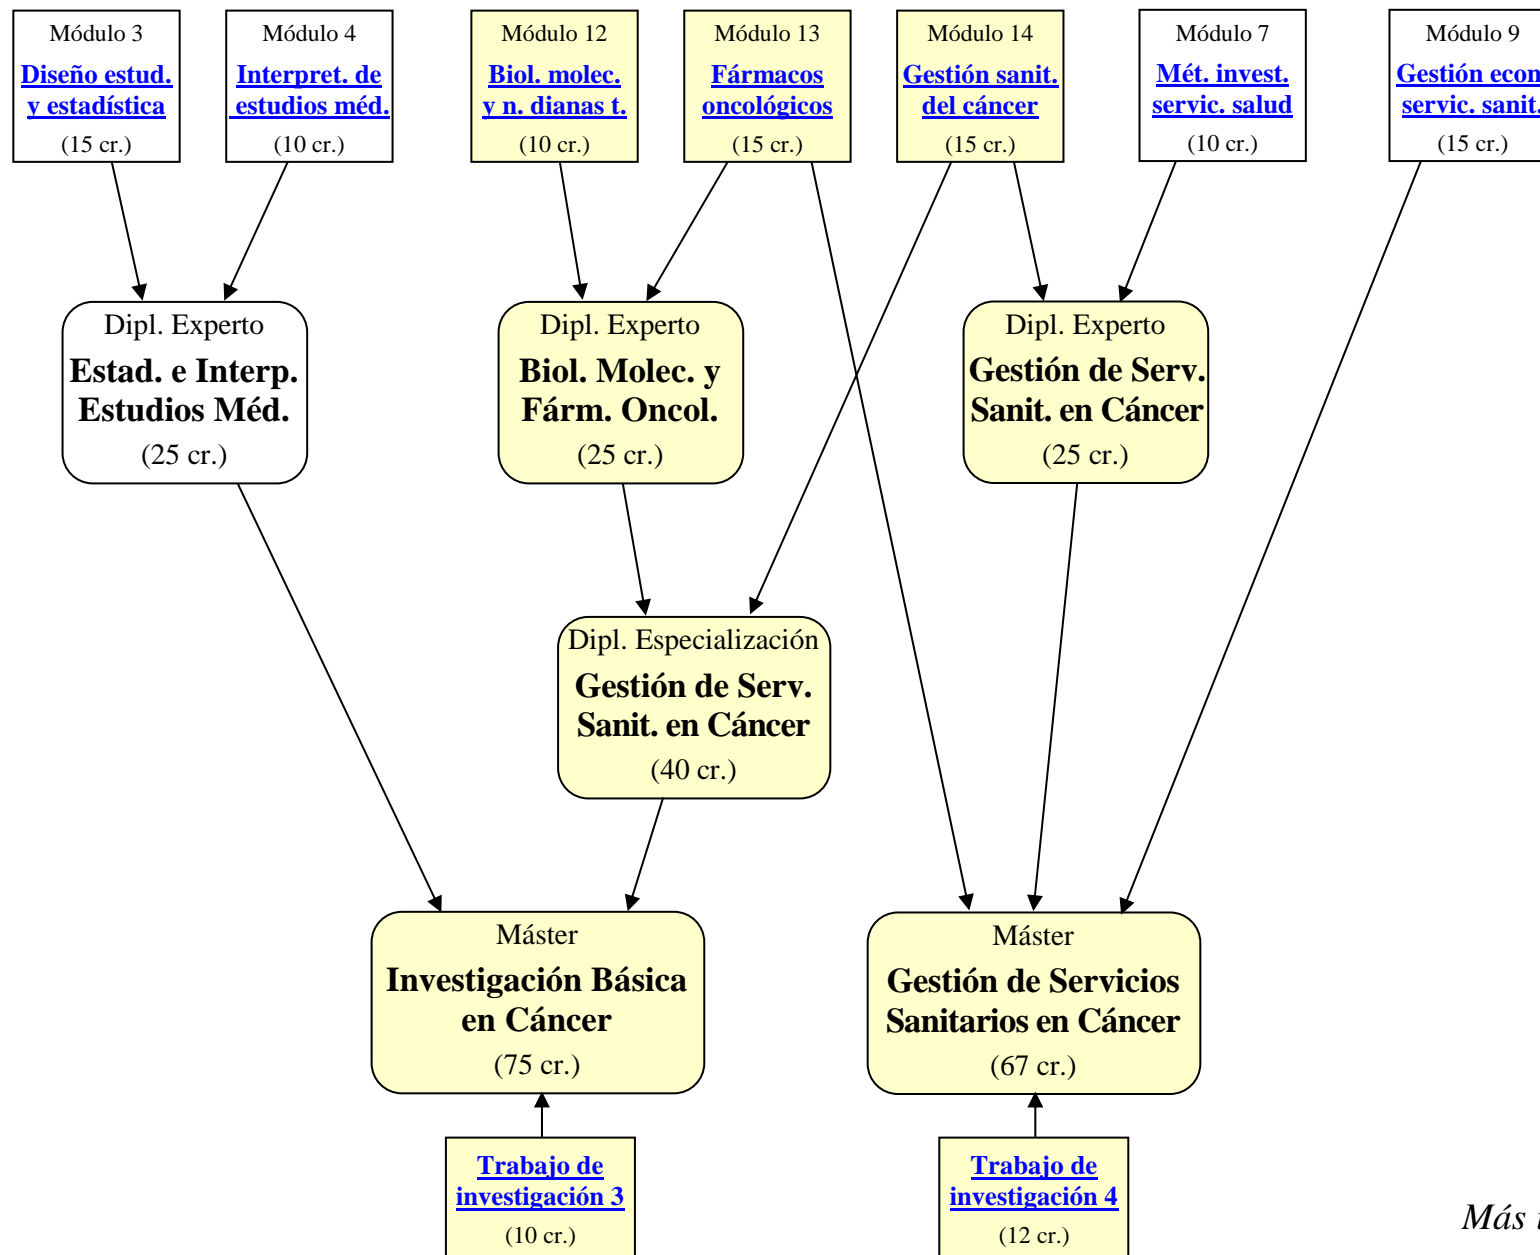 Módulo 3
Diseño estud.
y estadística
(15 cr.)
Módulo 4
Interpret. de
estudios méd.
(10 cr.)
Módulo 12
Biol. molec.
y n. dianas t.
(10 cr.)
Módulo 13
Fármacos
oncológicos
(15 cr.)
Módulo 14
Gestión sanit.
del cáncer
(15 cr.)
Módulo 7
Mét. invest.
servic. salud
(10 cr.)
Módulo 9
Gestión econ
servic. sanit.
(15 cr.)
Dipl. Experto
Estad. e Interp.
Estudios Méd.
(25 cr.)
Dipl. Experto
Biol. Molec. y
Fárm. Oncol.
(25 cr.)
Dipl. Experto
Gestión de Serv.
Sanit. en Cáncer
(25 cr.)
Dipl. Especialización
Gestión de Serv.
Sanit. en Cáncer
(40 cr.)
Máster
Investigación Básica
en Cáncer
(75 cr.)
Máster
Gestión de Servicios
Sanitarios en Cáncer
(67 cr.)
Trabajo de
investigación 3
(10 cr.)
Trabajo de
investigación 4
(12 cr.)
Más